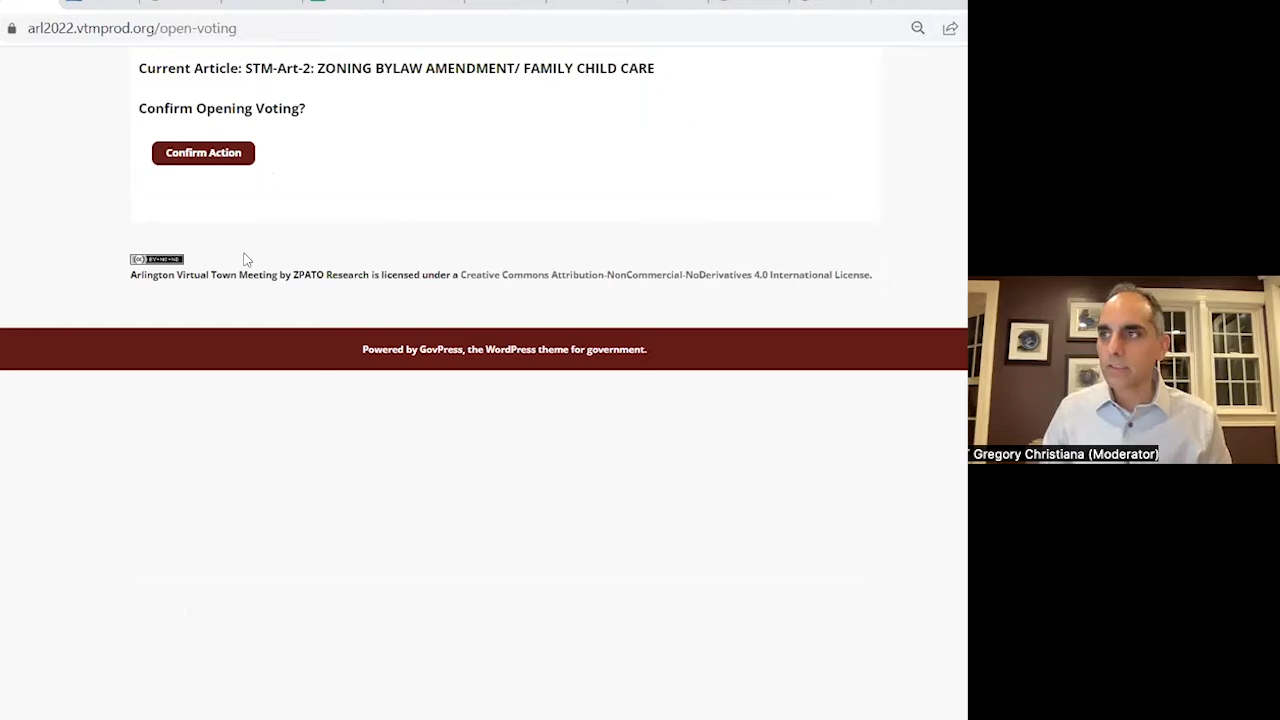 arl2022.vtmprod.org/open-voting
Current Article: STM-Art-2: ZONING BYLAW AMENDMENT/ FAMILY CHILD CARE
Confirm Opening Voting?
Confirm Action
Arlington Virtual Town Meeting by ZPATO Research is licensed under a Creative Commons Attribution-NonCommercial-NoDerivatives 4.0 International License.
Powered by GovPress, the WordPress theme for government.
Gregory Christiana (Moderator)